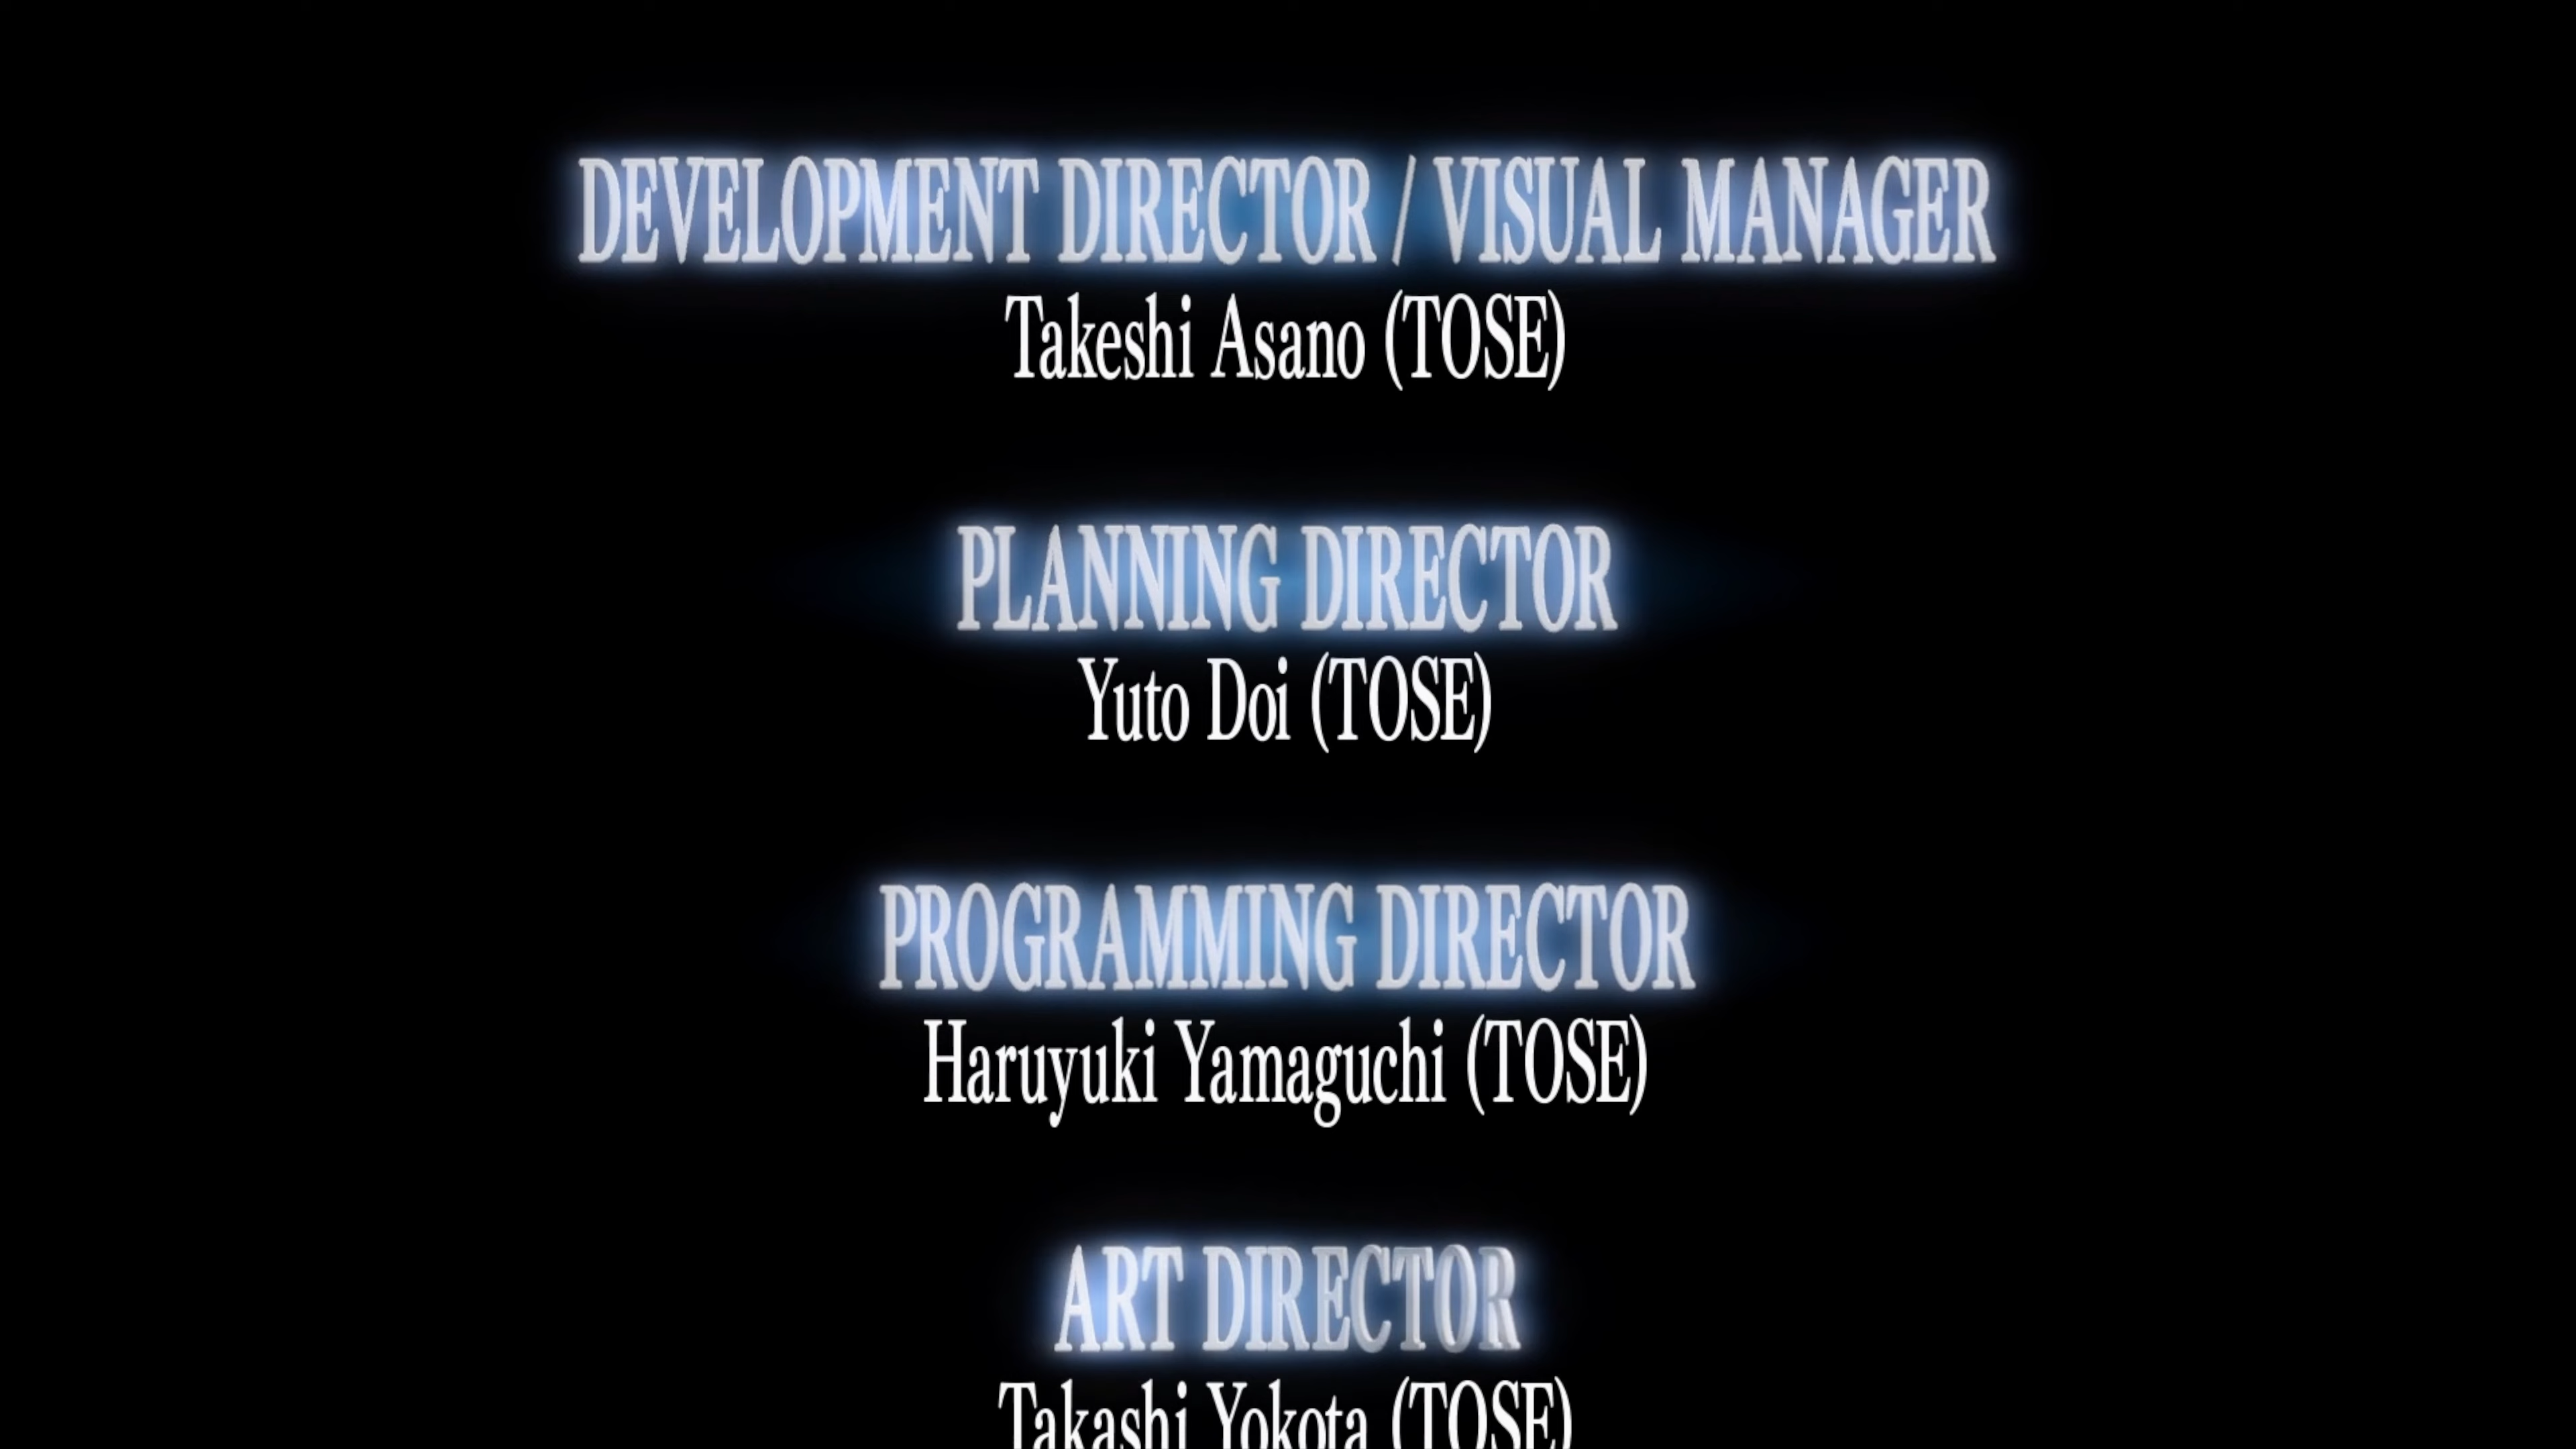 DEVELOPMENT DIRECTOR / VISUAL MANAGER
Takeshi Asano (TOSE)
PLANNING DIRECTOR
Yuto Doi (TOSE)
PROGRAMMING DIRECTOR
Haruyuki Yamaguchi (TOSE)
ART DIRECTOR
Takashi Yokota (TOSE)